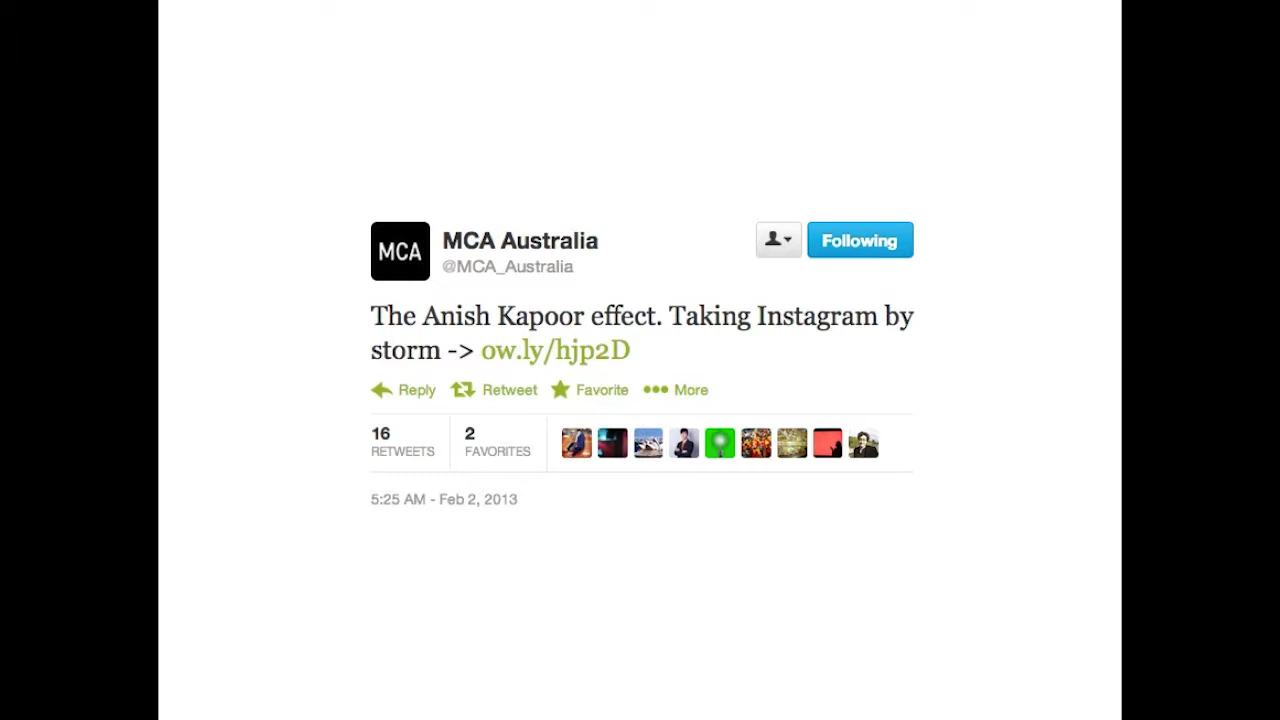 MCA
MCA Australia
@MCA_Australia
Following
The Anish Kapoor effect. Taking Instagram by
storm -> ow.ly/hjp2D
Reply Retweet Favorite More
16 2
RETWEETS FAVORITES
5:25 AM - Feb 2, 2013